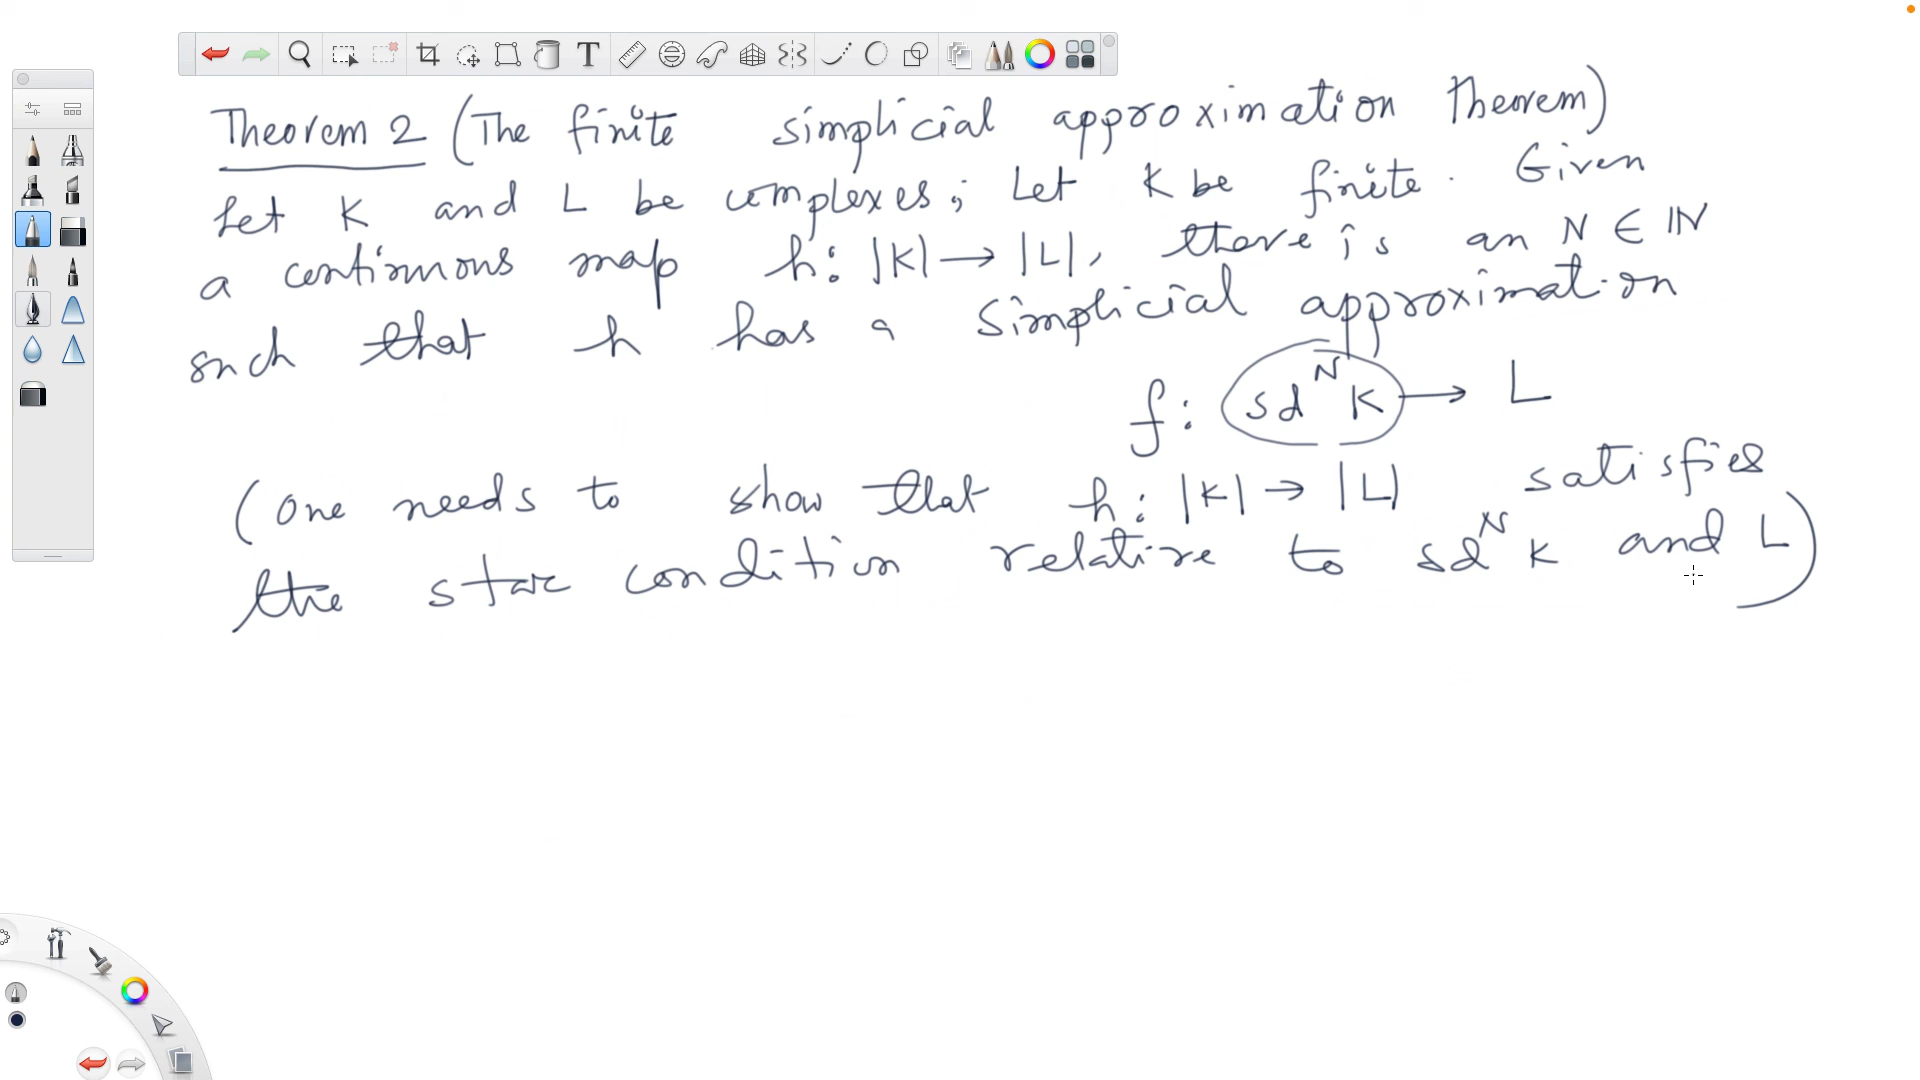 Theorem 2 (The finite simplicial approximation theorem)
Let K and L be complexes; Let K be finite. Given
a continuous map h: |K| → |L|, there is an N ∈ ℕ
such that h has a simplicial approximation
f: sd^N K → L
(One needs to show that h: |K| → |L| satisfies
the star condition relative to sd^N K and L)